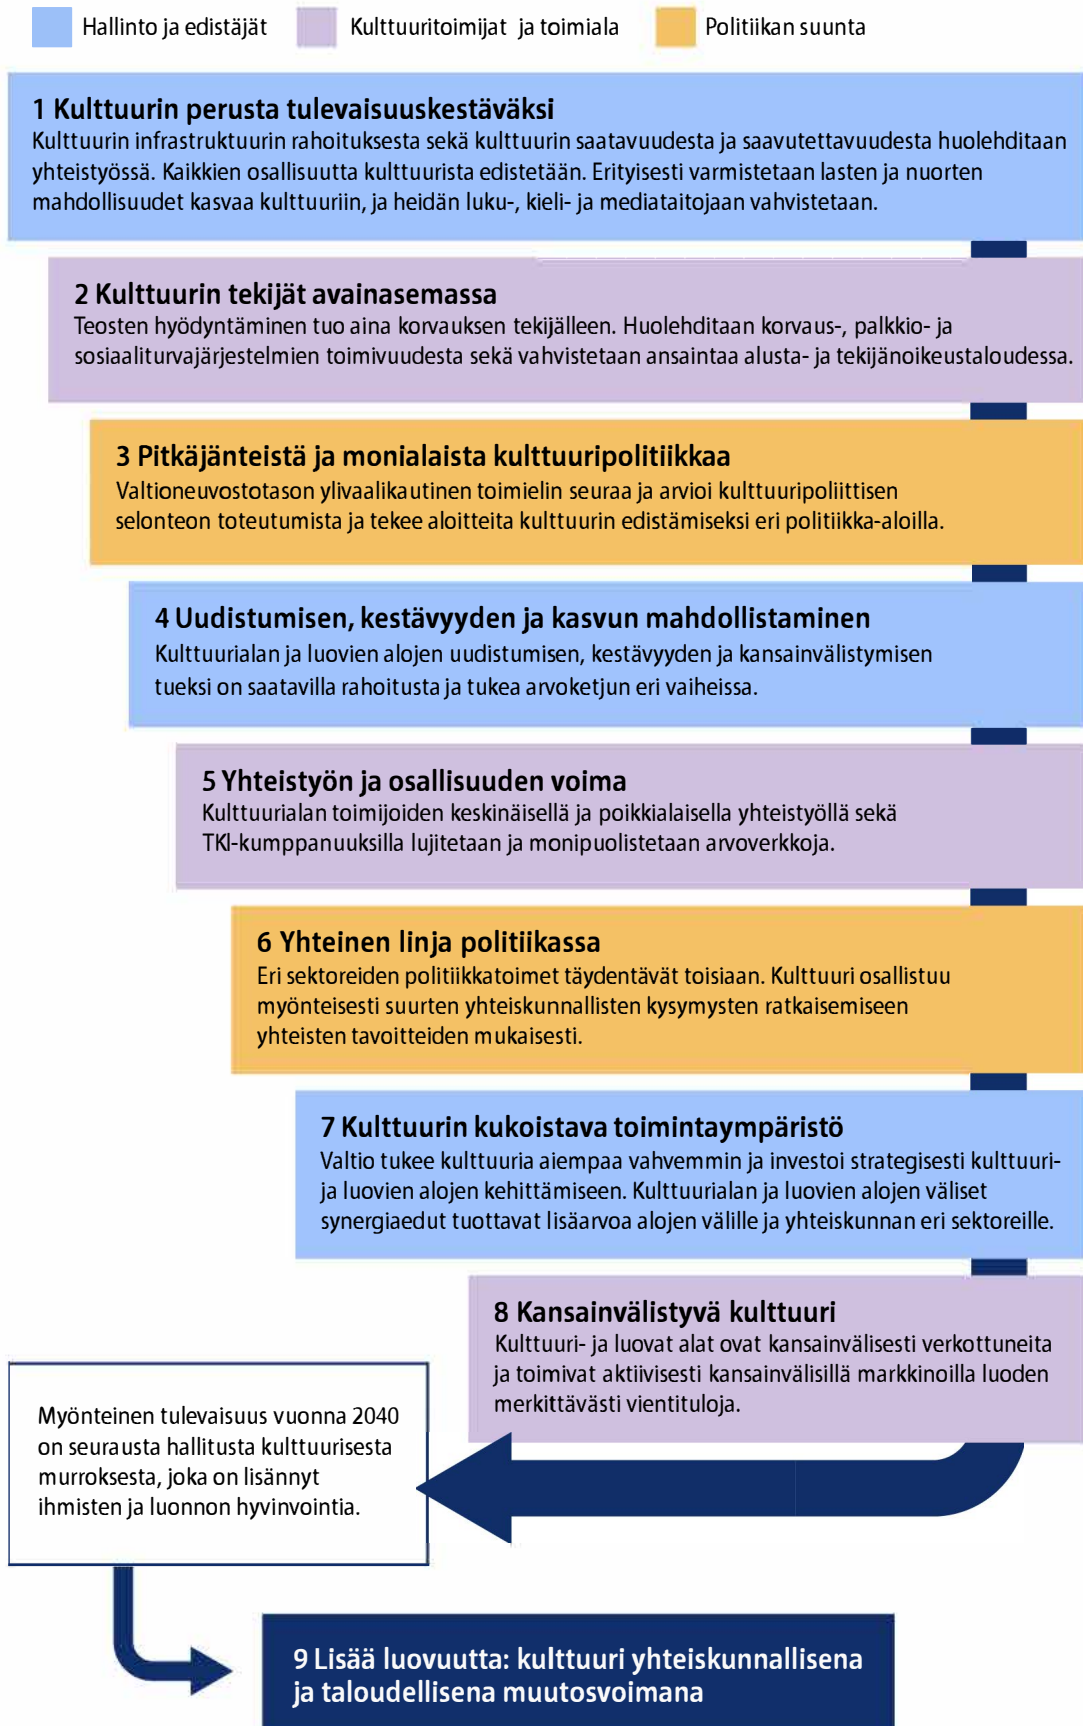 Hallinto ja edistäjät
Kulttuuritoimijat ja toimiala
Politiikan suunta
1 Kulttuurin perusta tulevaisuuskestäväksi
Kulttuurin infrastruktuurin rahoituksesta sekä kulttuurin saatavuudesta ja saavutettavuudesta huolehditaan
yhteistyössä. Kaikkien osallisuutta kulttuurista edistetään. Erityisesti varmistetaan lasten ja nuorten
mahdollisuudet kasvaa kulttuuriin, ja heidän luku-, kieli- ja mediataitojaan vahvistetaan.
2 Kulttuurin tekijät avainasemassa
Teosten hyödyntäminen tuo aina korvauksen tekijälleen. Huolehditaan korvaus-, palkkio- ja
sosiaaliturvajärjestelmien toimivuudesta sekä vahvistetaan ansaintaa alusta- ja tekijänoikeustaloudessa.
3 Pitkäjänteistä ja monialaista kulttuuripolitiikkaa
Valtioneuvostotason ylivaalikautinen toimielin seuraa ja arvioi kulttuuripoliittisen
selonteon toteutumista ja tekee aloitteita kulttuurin edistämiseksi eri politiikka-aloilla.
4 Uudistumisen, kestävyyden ja kasvun mahdollistaminen
Kulttuurialan ja luovien alojen uudistumisen, kestävyyden ja kansainvälistymisen
tueksi on saatavilla rahoitusta ja tukea arvoketjun eri vaiheissa.
5 Yhteistyön ja osallisuuden voima
Kulttuurialan toimijoiden keskinäisellä ja poikkialaisella yhteistyöllä sekä
TKI-kumppanuuksilla lujitetaan ja monipuolistetaan arvoverkkoja.
6 Yhteinen linja politiikassa
Eri sektoreiden politiikkatoimet täydentävät toisiaan. Kulttuuri osallistuu
myönteisesti suurten yhteiskunnallisten kysymysten ratkaisemiseen
yhteisten tavoitteiden mukaisesti.
7 Kulttuurin kukoistava toimintaympäristö
Valtio tukee kulttuuria aiempaa vahvemmin ja investoi strategisesti kulttuuri-
ja luovien alojen kehittämiseen. Kulttuurialan ja luovien alojen väliset
synergiaedut tuottavat lisäarvoa alojen välille ja yhteiskunnan eri sektoreille.
8 Kansainvälistyvä kulttuuri
Kulttuuri- ja luovat alat ovat kansainvälisesti verkottuneita
ja toimivat aktiivisesti kansainvälisillä markkinoilla luoden
merkittävästi vientituloja.
Myönteinen tulevaisuus vuonna 2040
on seurausta hallitusta kulttuurisesta
murroksesta, joka on lisännyt
ihmisten ja luonnon hyvinvointia.
9 Lisää luovuutta: kulttuuri yhteiskunnallisena
ja taloudellisena muutosvoimana